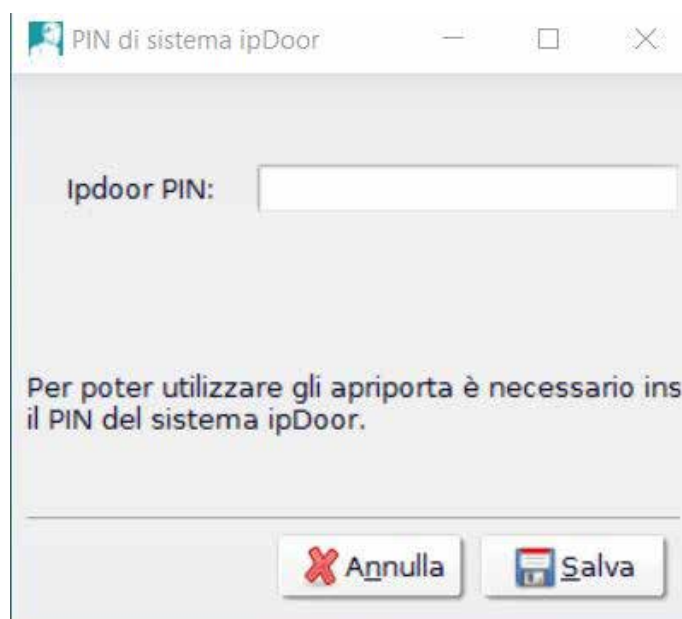 PIN di sistema ipDoor
Ipdoor PIN:
Per poter utilizzare gli apriporta è necessario ins
il PIN del sistema ipDoor.
Annulla
Salva